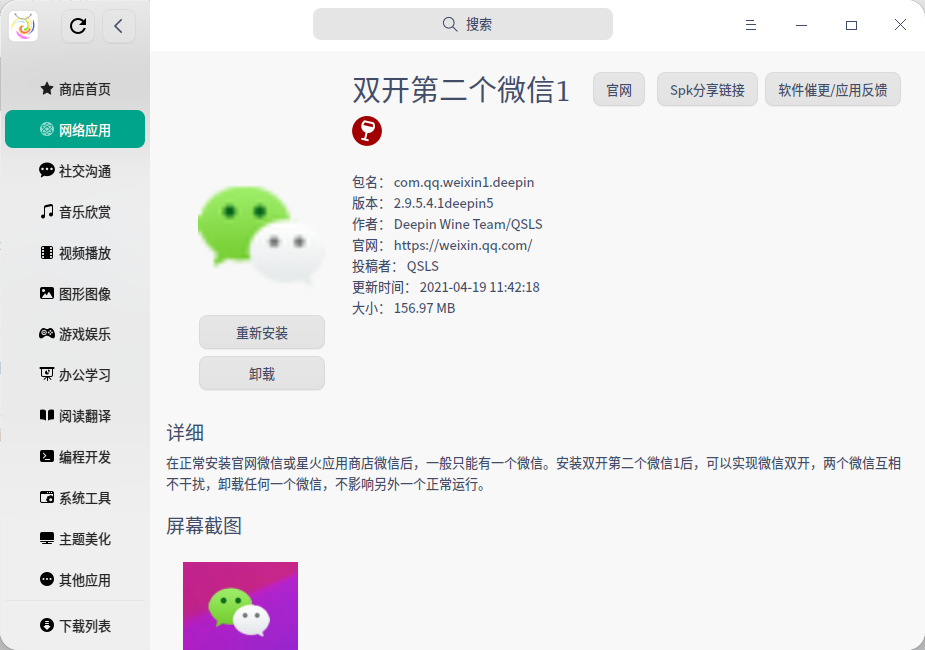 搜索
商店首页
网络应用
社交沟通
音乐欣赏
视频播放
图形图像
游戏娱乐
办公学习
阅读翻译
编程开发
系统工具
主题美化
其他应用
下载列表
双开第二个微信1
官网
Spk分享链接
软件催更/应用反馈
包名： com.qq.weixin1.deepin
版本： 2.9.5.4.1deepin5
作者： Deepin Wine Team/QSLS
官网： https://weixin.qq.com/
投稿者： QSLS
更新时间： 2021-04-19 11:42:18
大小： 156.97 MB
重新安装
卸载
详细
在正常安装官网微信或星火应用商店微信后，一般只能有一个微信。安装双开第二个微信1后，可以实现微信双开，两个微信互相
不干扰，卸载任何一个微信，不影响另外一个正常运行。
屏幕截图